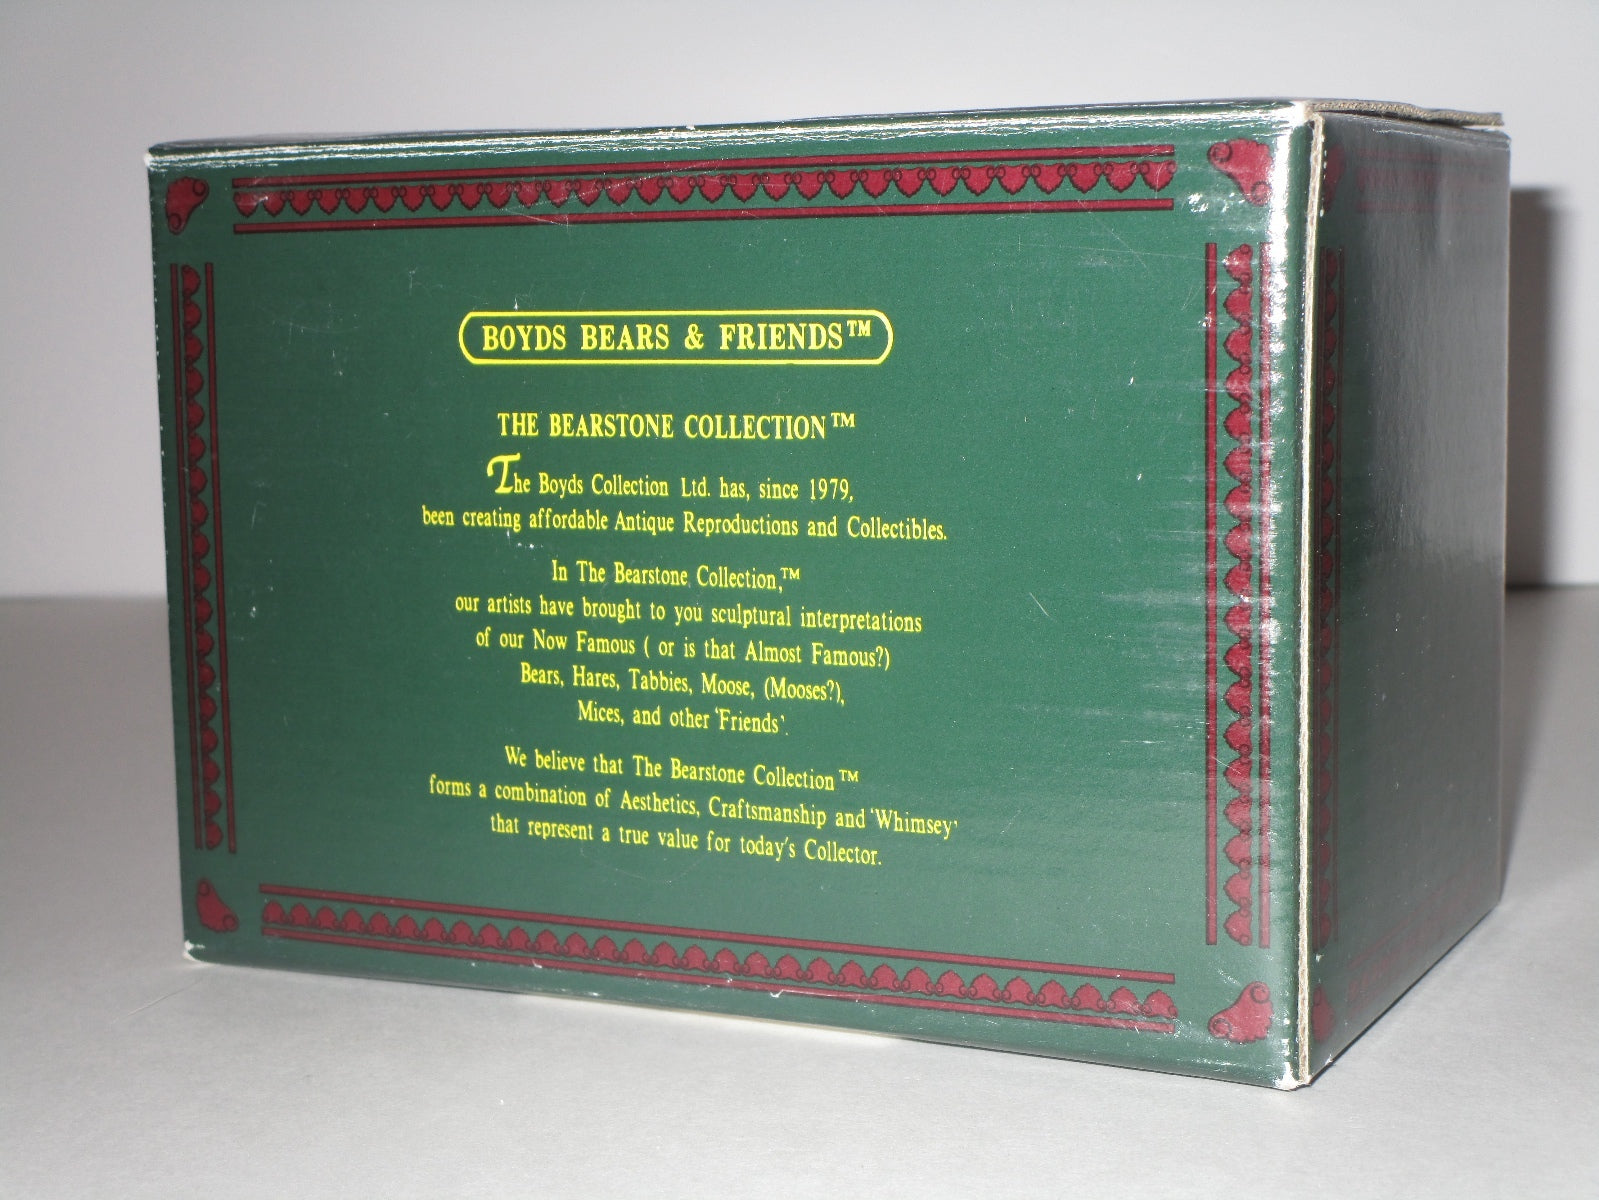 BOYDS BEARS & FRIENDS™
THE BEARSTONE COLLECTION™
The Boyds Collection Ltd. has, since 1979,
been creating affordable Antique Reproductions and Collectibles.
In The Bearstone Collection,™
our artists have brought to you sculptural interpretations
of our Now Famous ( or is that Almost Famous?)
Bears, Hares, Tabbies, Moose, (Mooses?),
Mices, and other 'Friends'.
We believe that The Bearstone Collection™
forms a combination of Aesthetics, Craftsmanship and 'Whimsey'
that represent a true value for today's Collector.